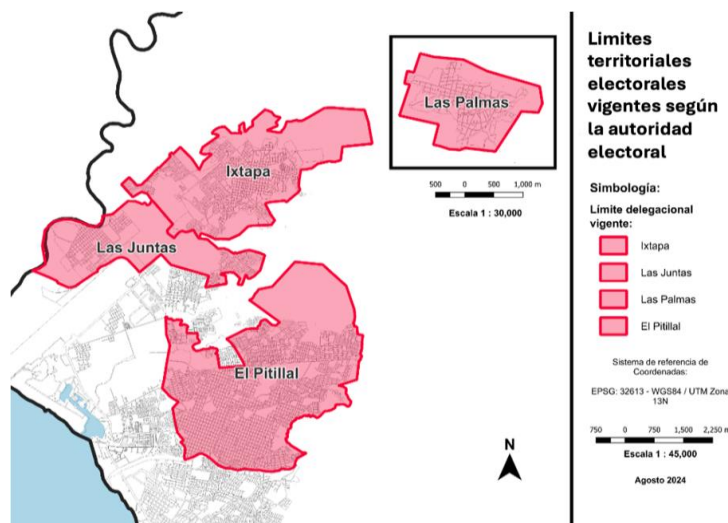 Limites
territoriales
electorales
vigentes según
la autoridad
electoral
Las Palmas
500 0 500 1,000 m
Escala 1 : 30,000
Ixtapa
Las Juntas
El Pitillal
N
Simbología:
Límite delegacional
vigente:
Ixtapa
Las Juntas
Las Palmas
El Pitillal
Sistema de referencia de
Coordenadas:
EPSG: 32613 - WGS84 / UTM Zona
13N
750 0 750 1,500 2,250 m
Escala 1 : 45,000
Agosto 2024